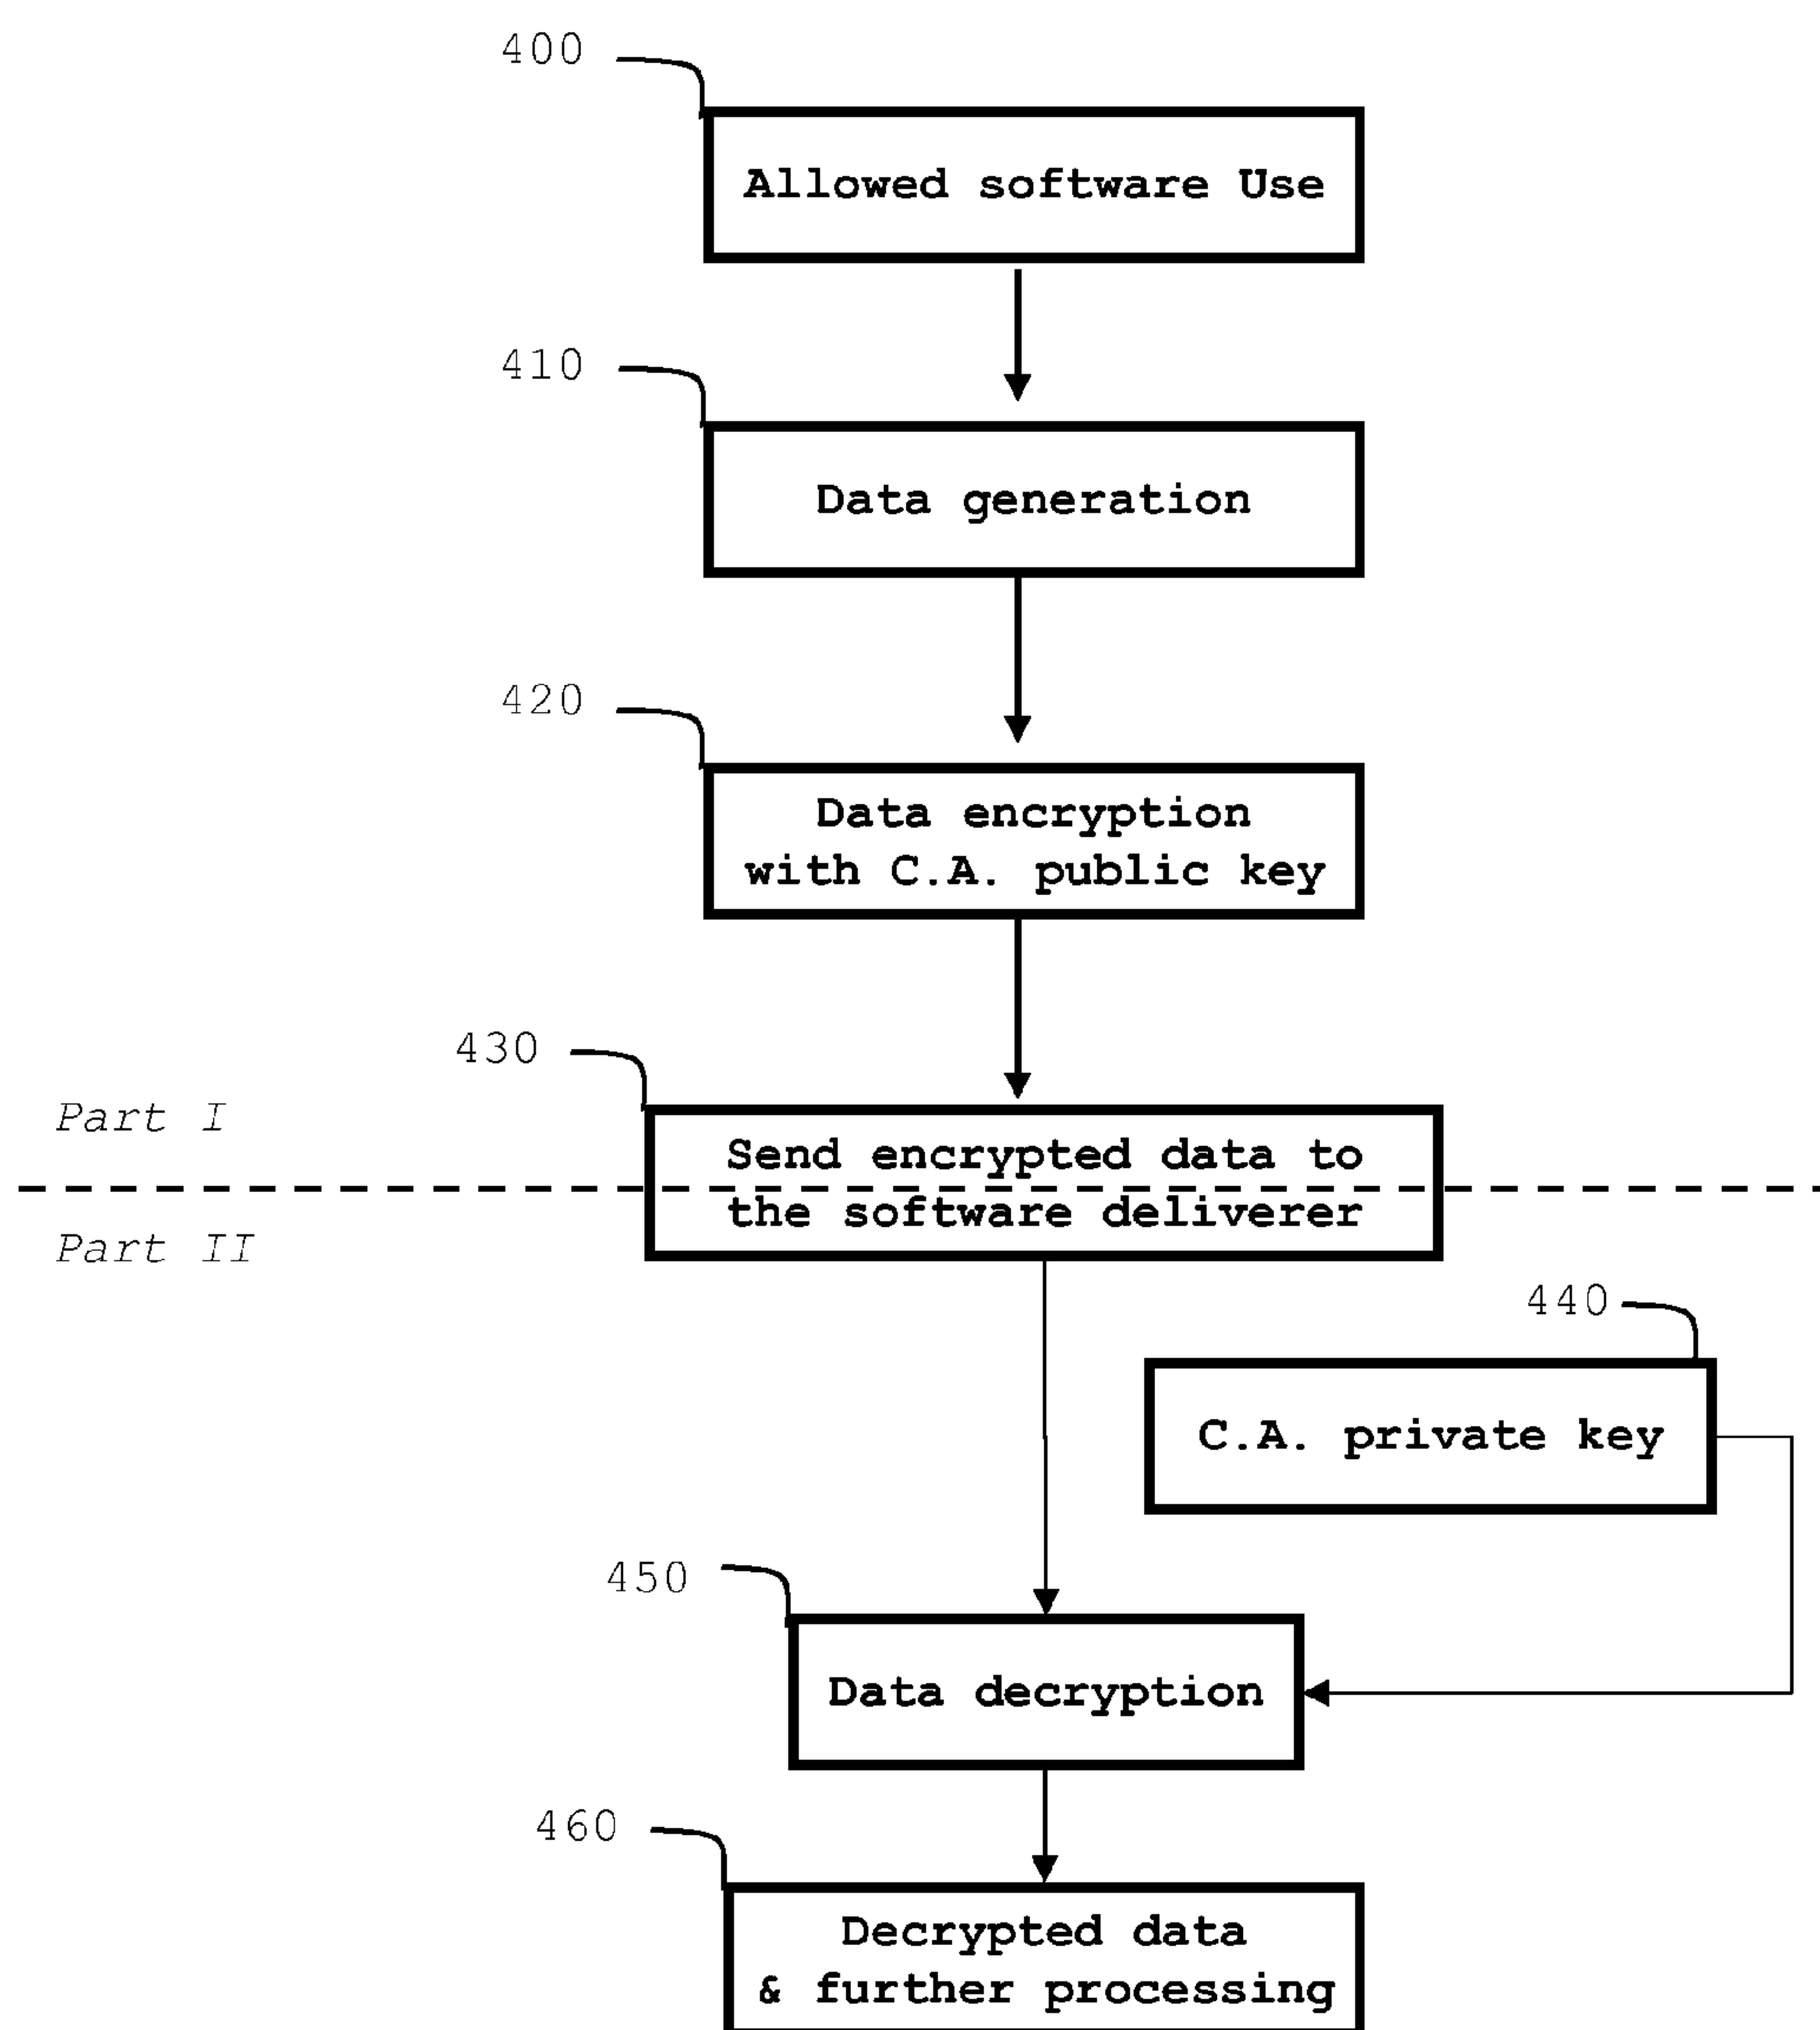 400
Allowed software Use
410
Data generation
420
Data encryption
with C.A. public key
430
Part I
Send encrypted data to
the software deliverer
Part II
440
C.A. private key
450
Data decryption
460
Decrypted data
& further processing